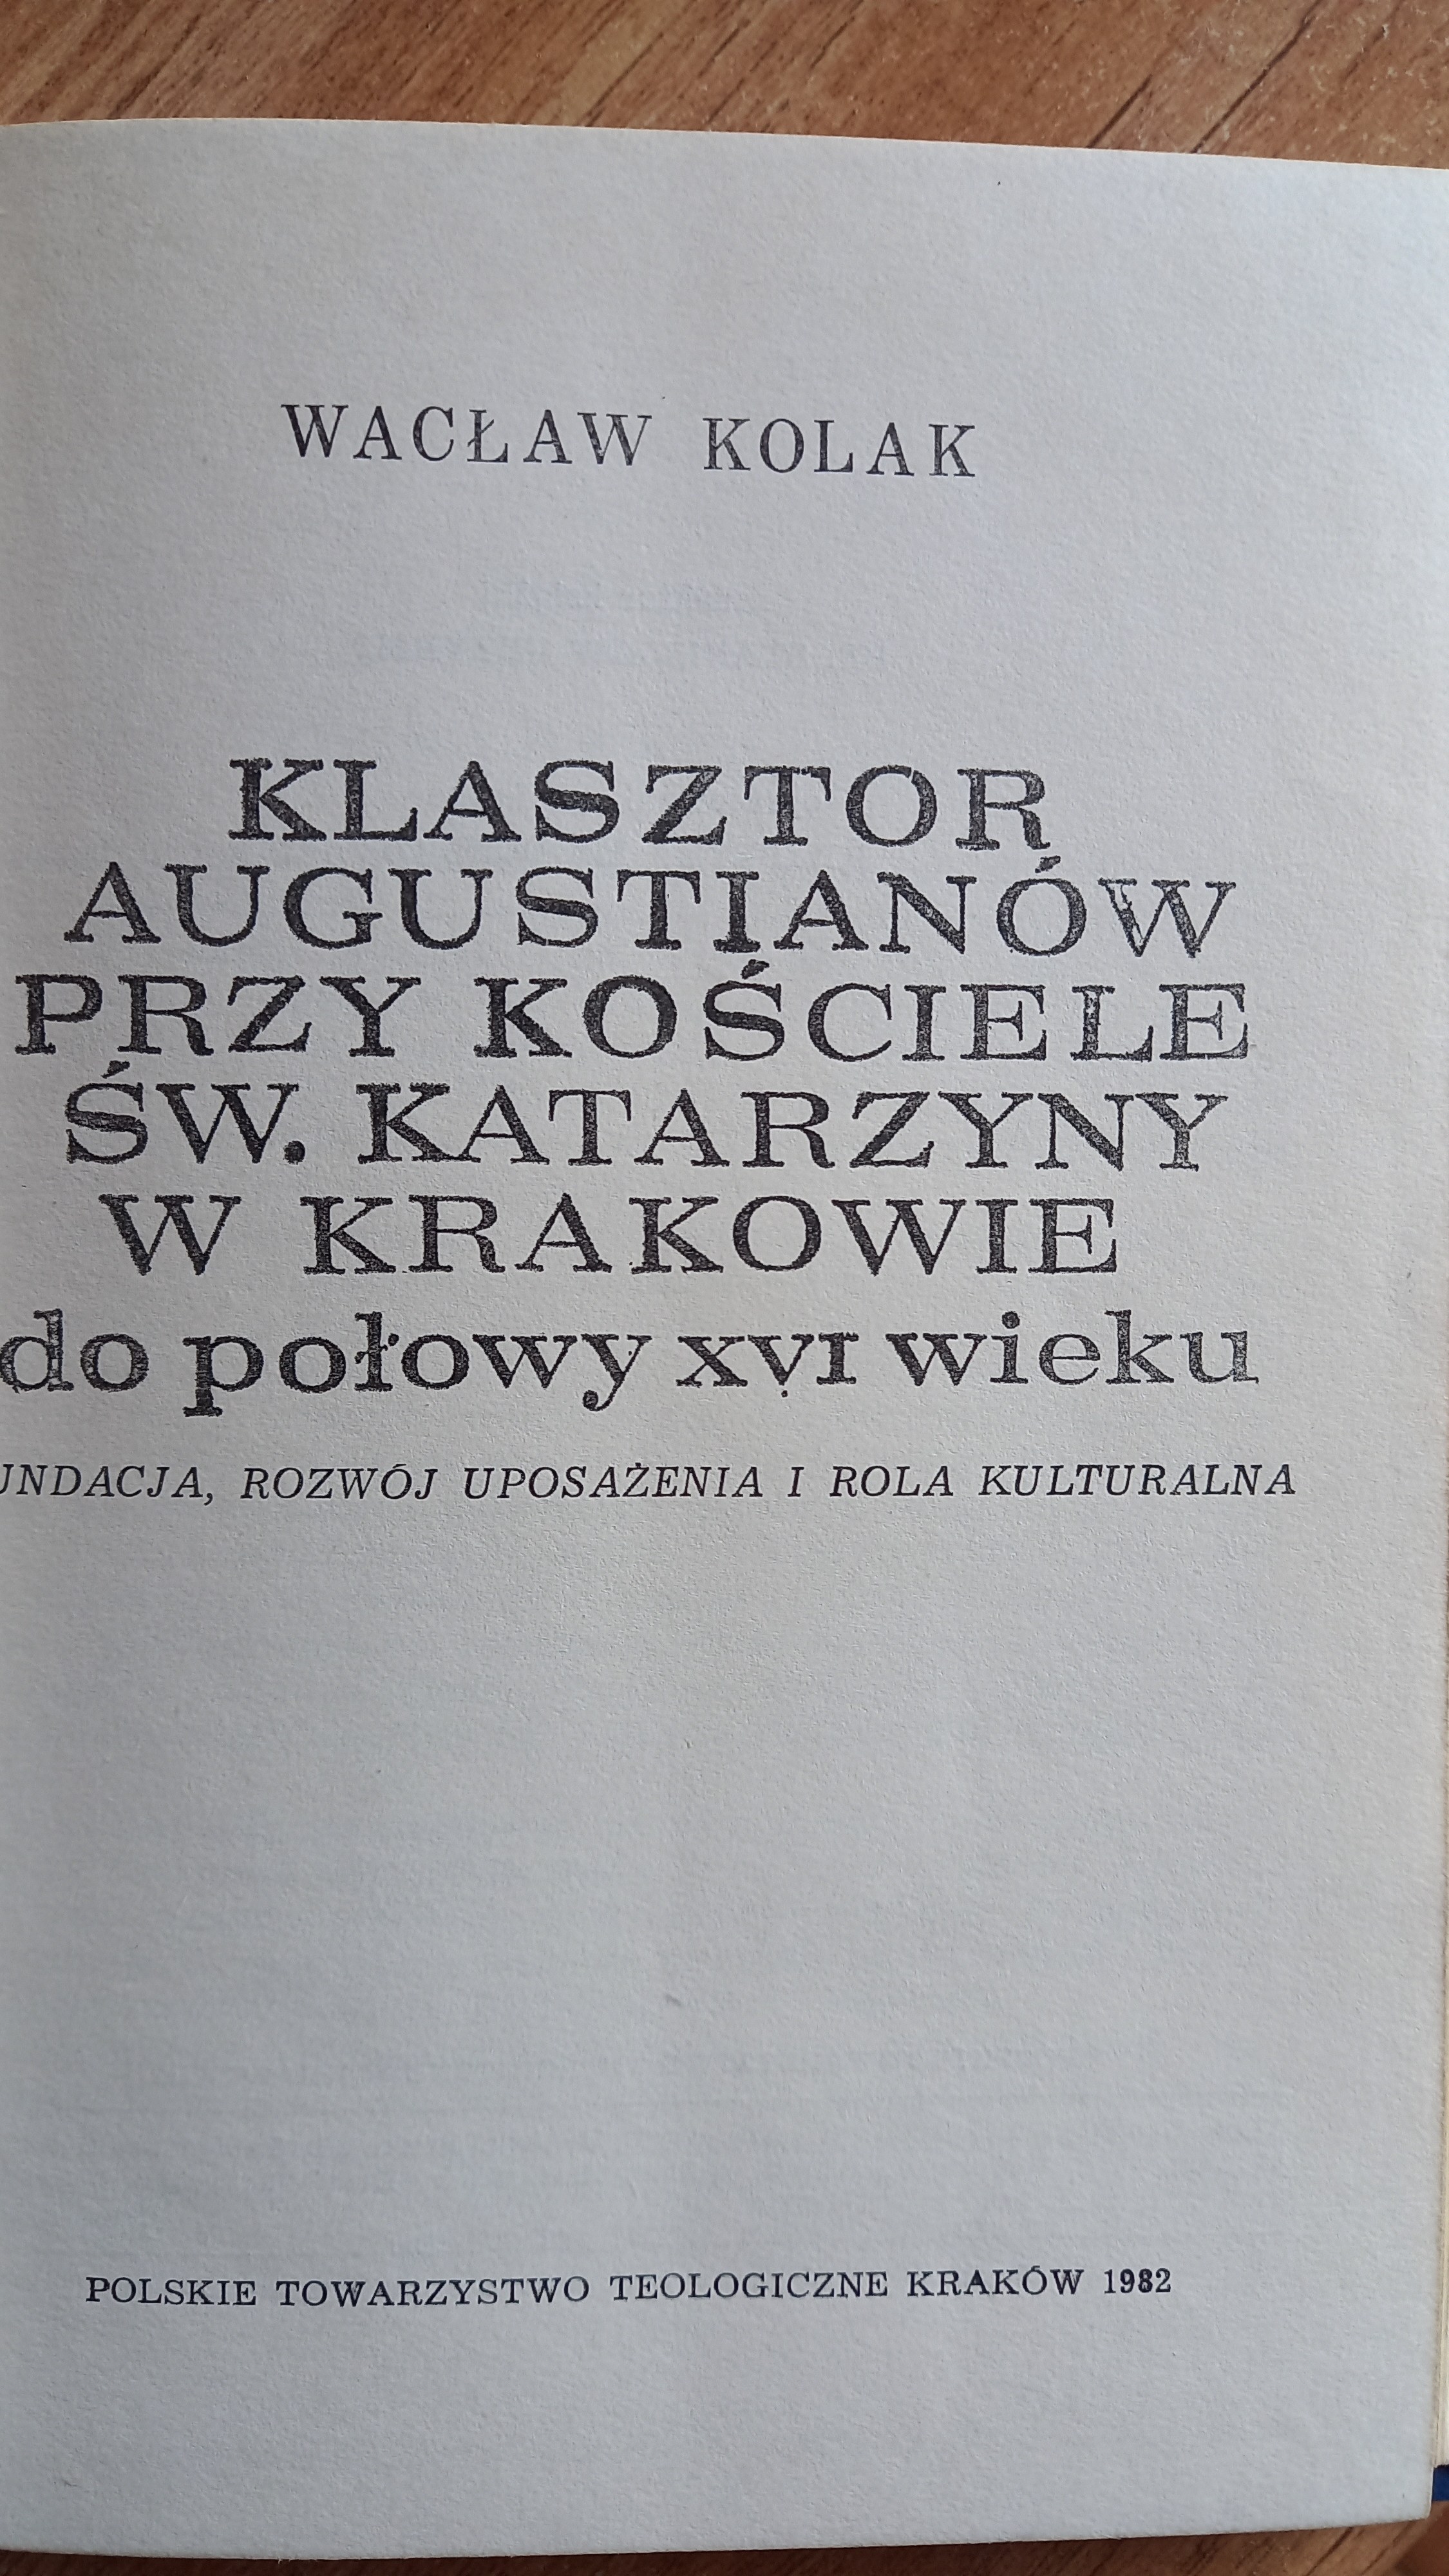 WACŁAW KOLAK
KLASZTOR
AUGUSTIANÓW
PRZY KOŚCIELE
ŚW. KATARZYNY
W KRAKOWIE
do połowy xvi wieku
UNDACJA, ROZWÓJ UPOSAŻENIA I ROLA KULTURALNA
POLSKIE TOWARZYSTWO TEOLOGICZNE KRAKÓW 1982